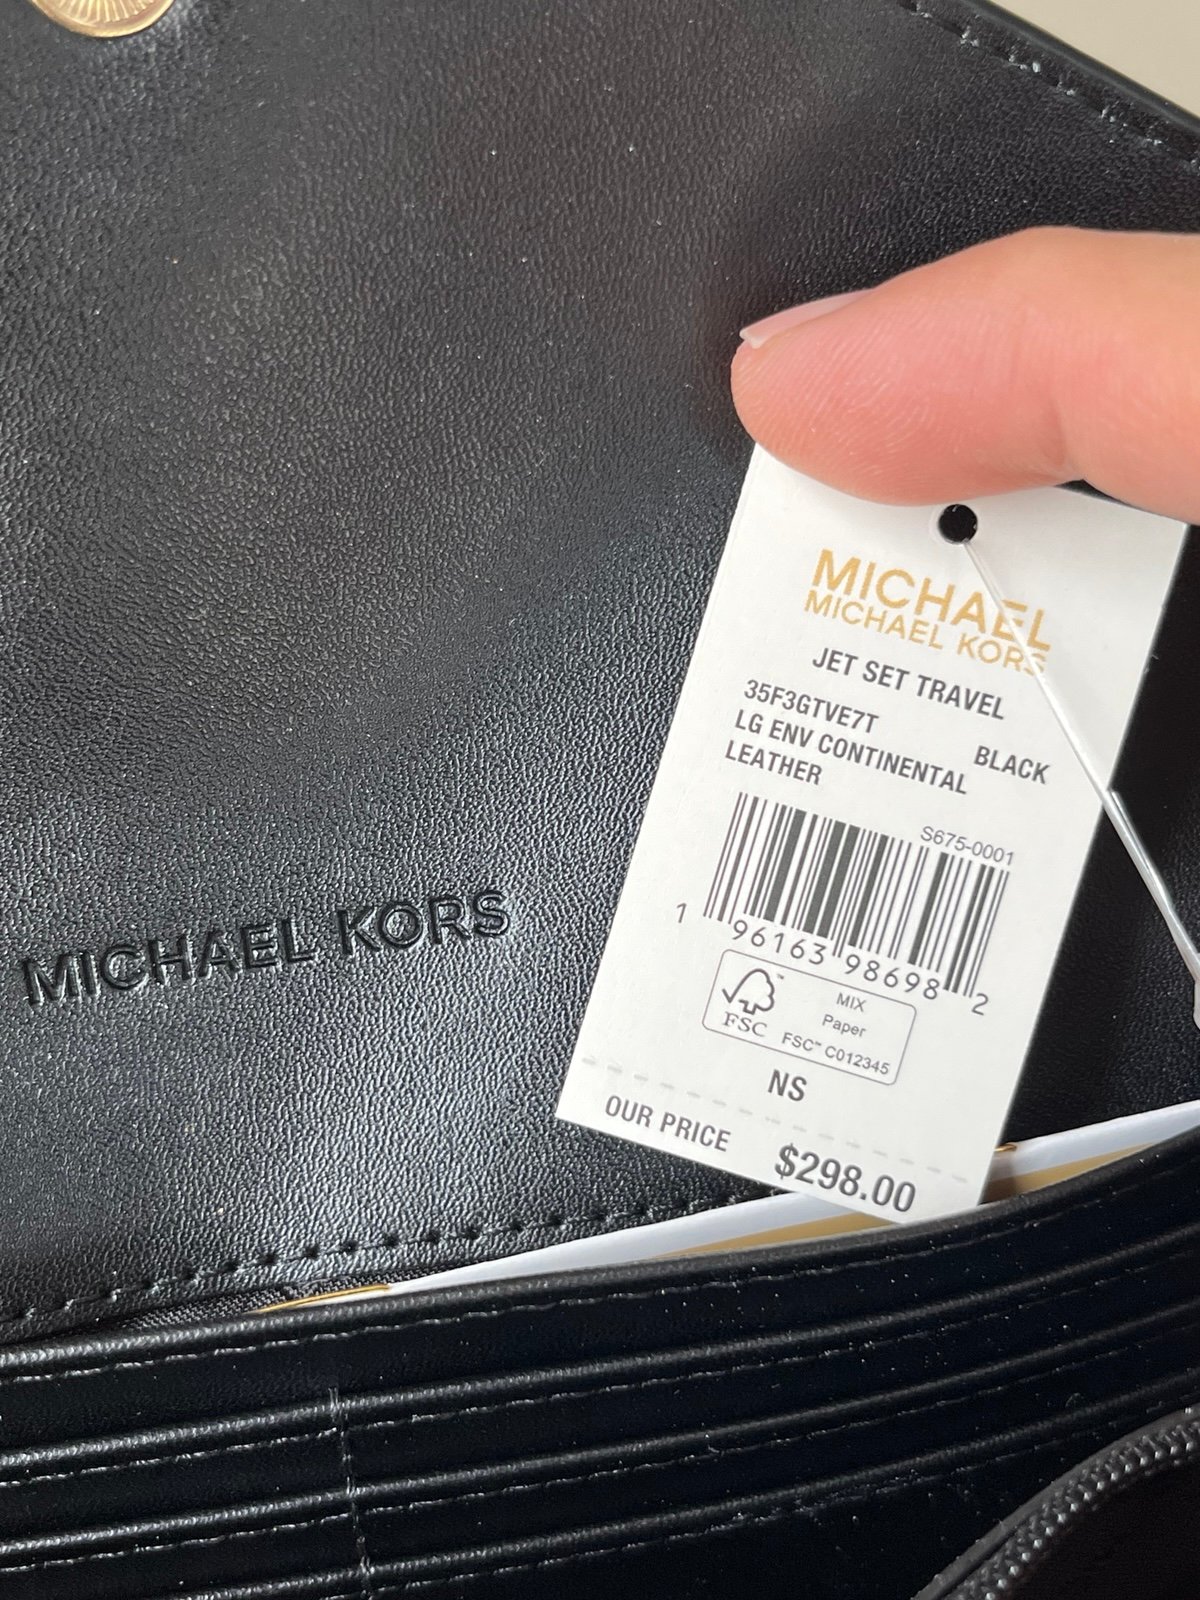 MICHAEL
MICHAEL KORS
JET SET TRAVEL
35F3GTVE7T
BLACK
LG ENV CONTINENTAL
LEATHER
S675-0001
1 96163 98698 2
FSC
MIX
Paper
FSC™ C012345
NS
OUR PRICE $298.00
MICHAEL KORS